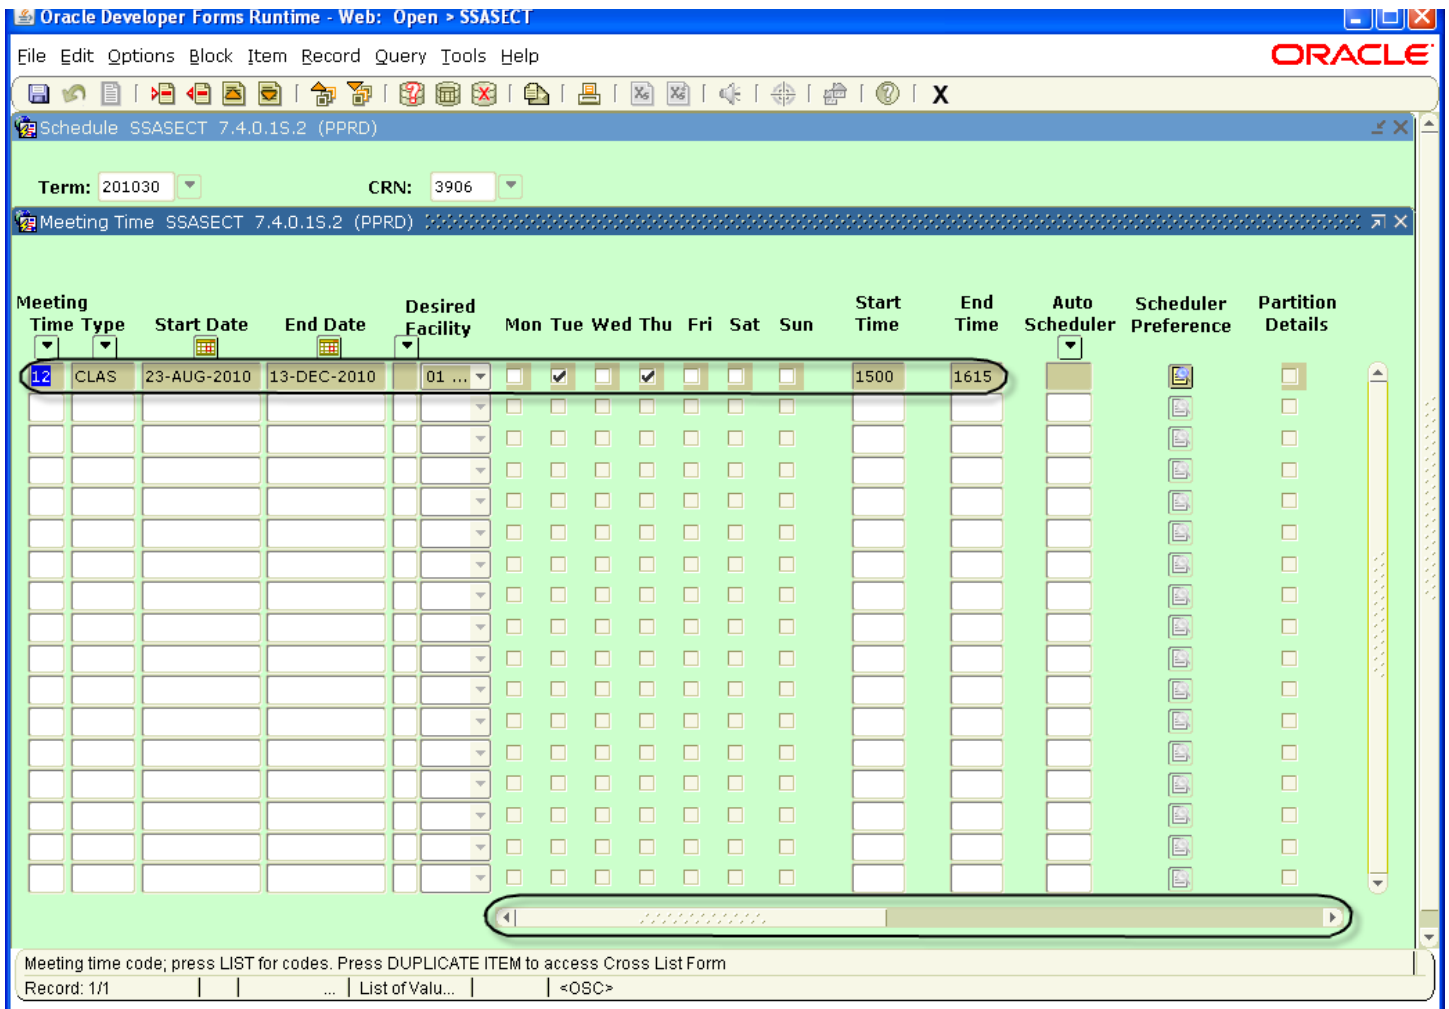 Oracle Developer Forms Runtime - Web: Open > SSASECT
File Edit Options Block Item Record Query Tools Help
ORACLE
X
Schedule SSASECT 7.4.0.1S.2 (PPRD)
Term: 201030 CRN: 3906
Meeting Time SSASECT 7.4.0.1S.2 (PPRD)
Meeting Desired Start End Auto Scheduler Partition
Time Type Start Date End Date Facility Mon Tue Wed Thu Fri Sat Sun Time Time Scheduler Preference Details
12 CLAS 23-AUG-2010 13-DEC-2010 01 ... 1500 1615
Meeting time code; press LIST for codes. Press DUPLICATE ITEM to access Cross List Form
Record: 1/1 ... List of Valu... <OSC>